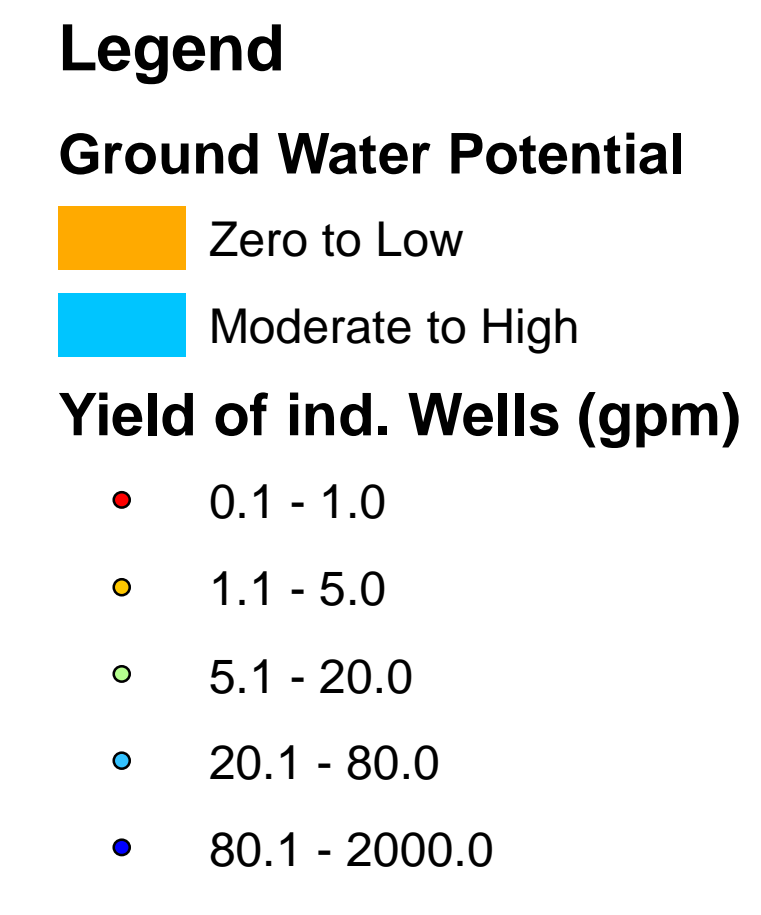 Legend
Ground Water Potential
Zero to Low
Moderate to High
Yield of ind. Wells (gpm)
0.1 - 1.0
1.1 - 5.0
5.1 - 20.0
20.1 - 80.0
80.1 - 2000.0